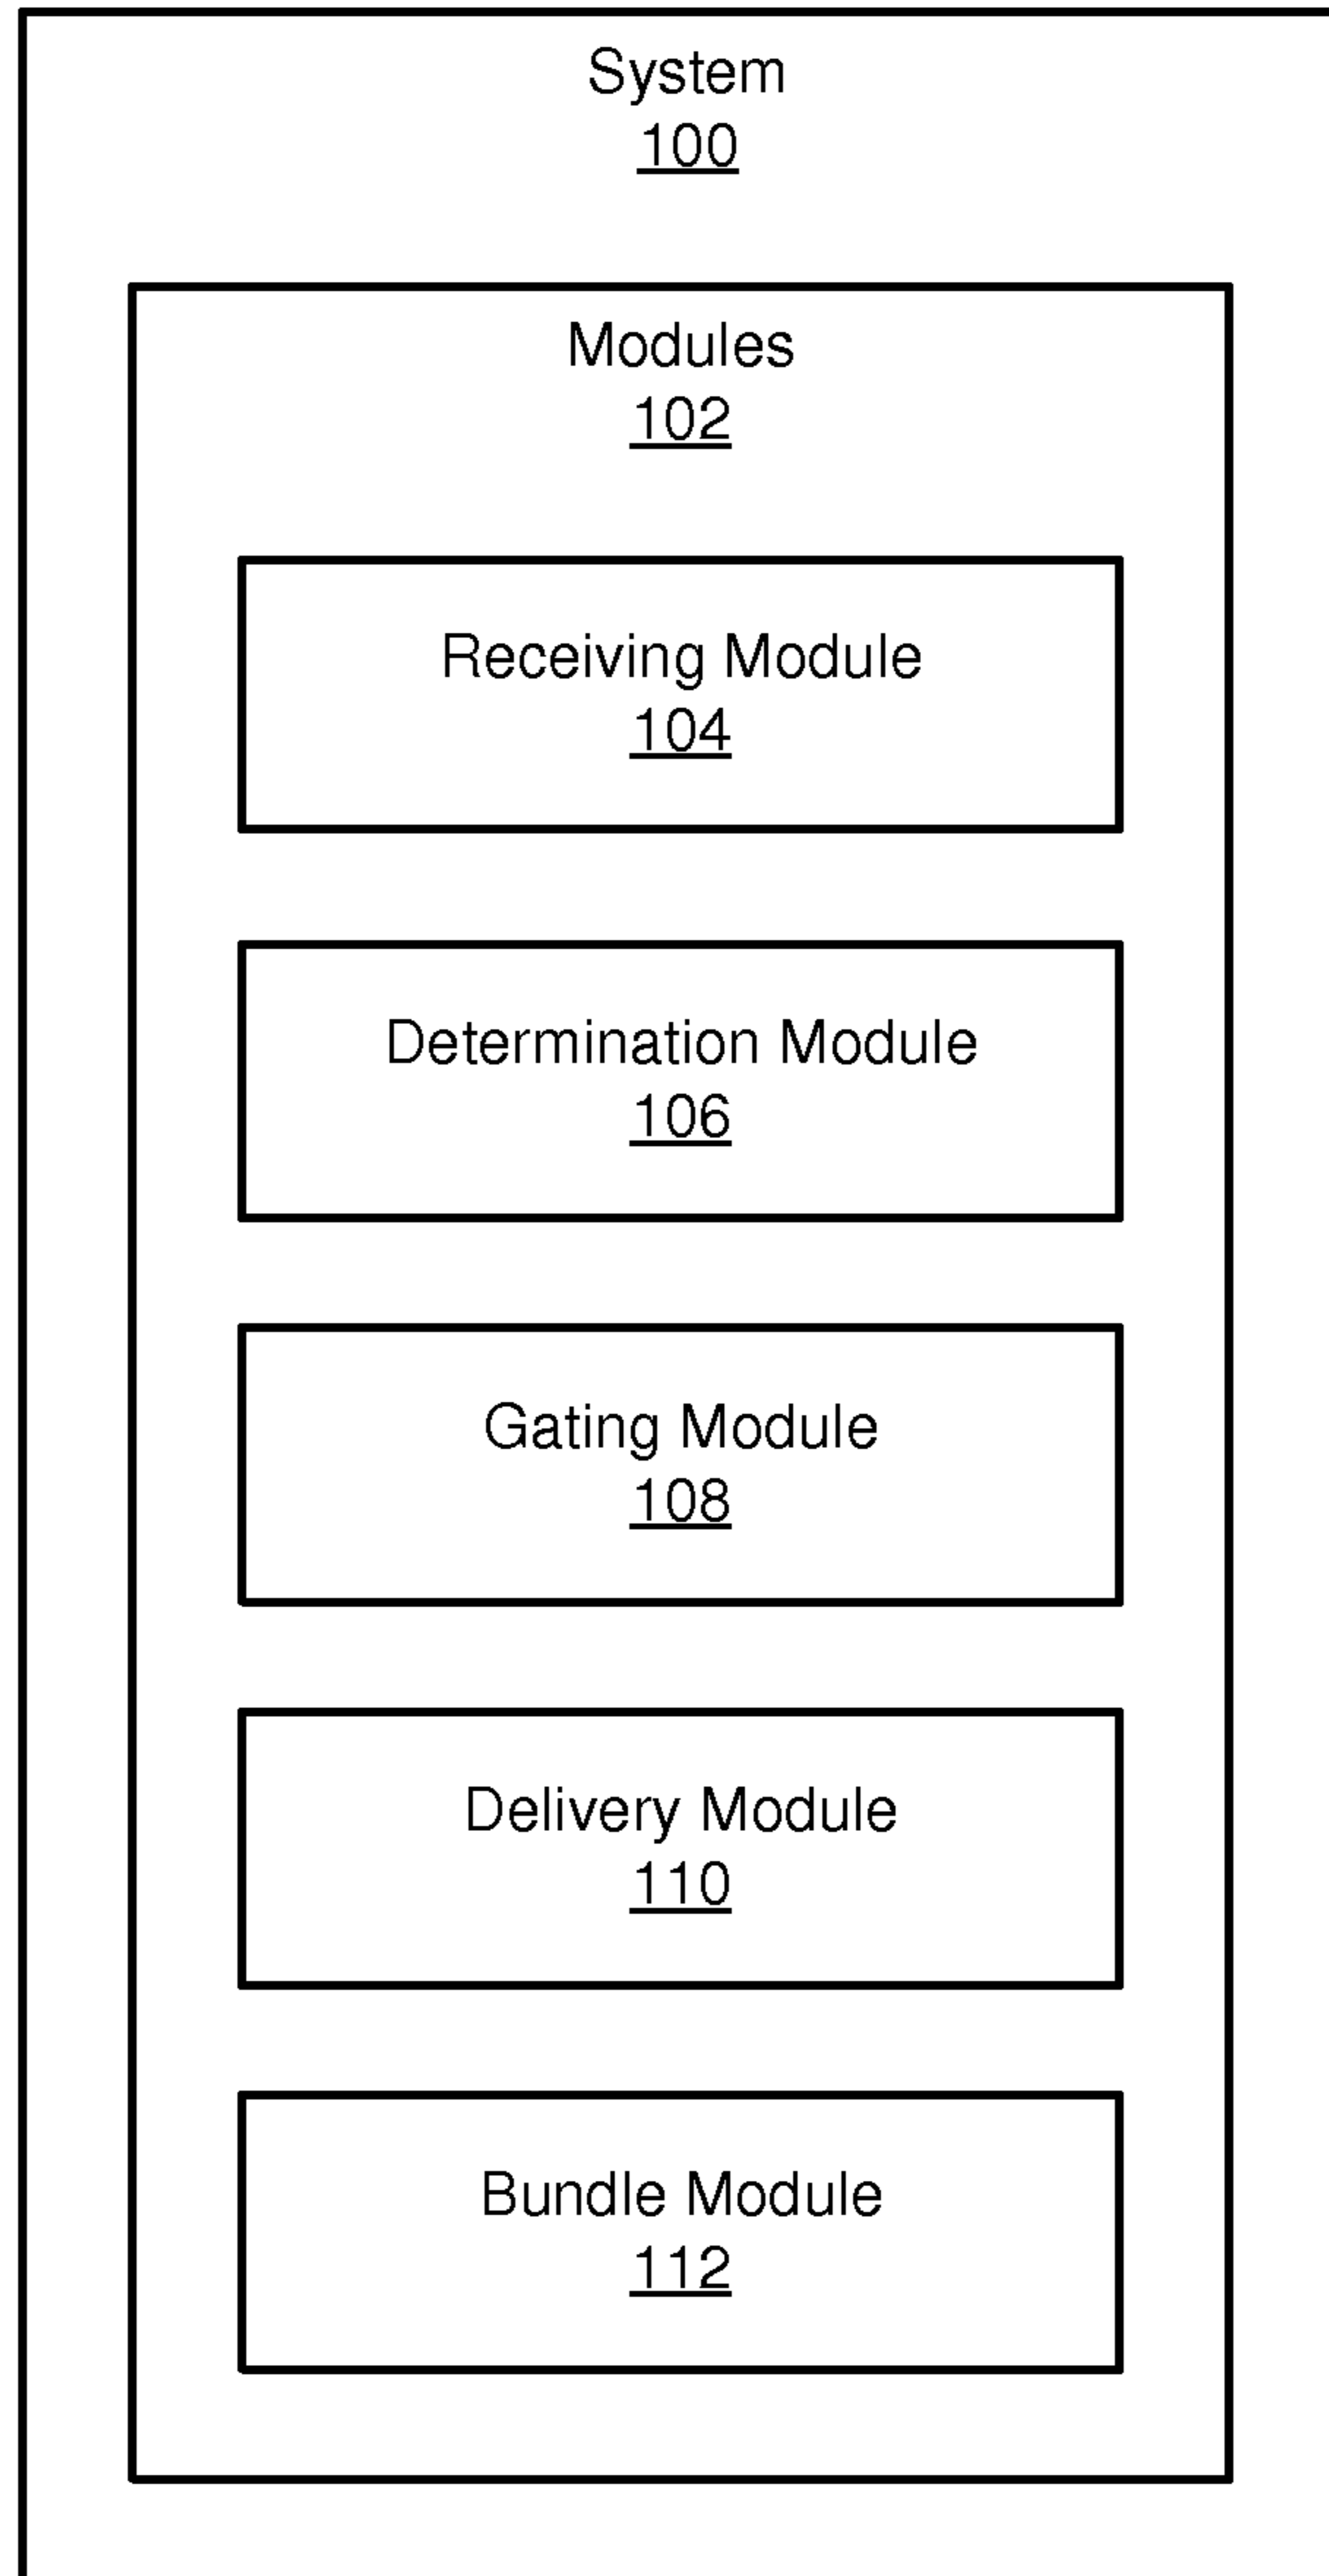 System
100
Modules
102
Receiving Module
104
Determination Module
106
Gating Module
108
Delivery Module
110
Bundle Module
112